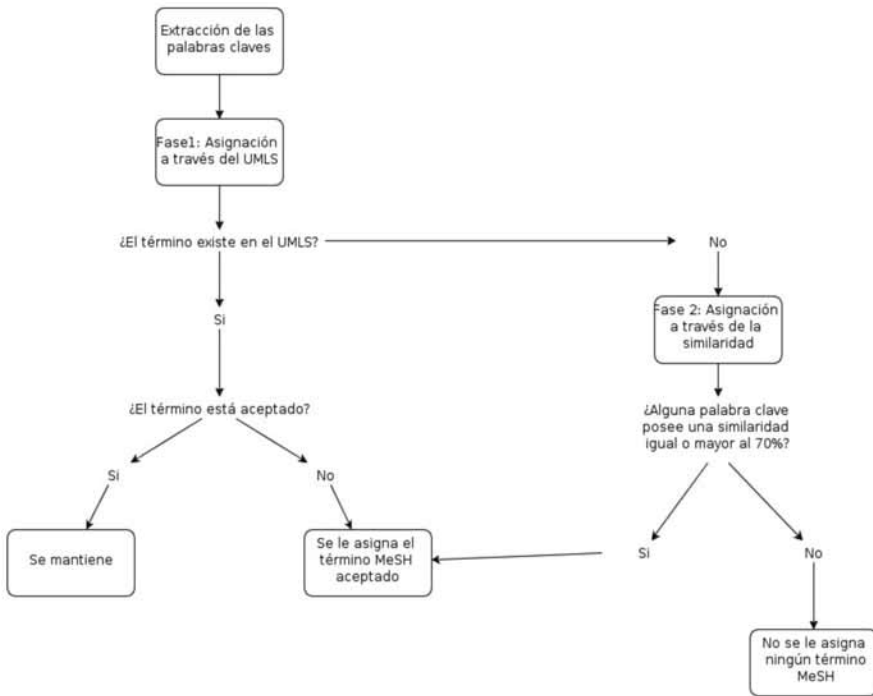 Extracción de las
palabras claves
Fase1: Asignación
a través del UMLS
¿El término existe en el UMLS?
No
Si
Fase 2: Asignación
a través de la
similaridad
¿El término está aceptado?
¿Alguna palabra clave
posee una similaridad
igual o mayor al 70%?
Si
No
Se mantiene
Se le asigna el
término MeSH
aceptado
Si
No
No se le asigna
ningún término
MeSH